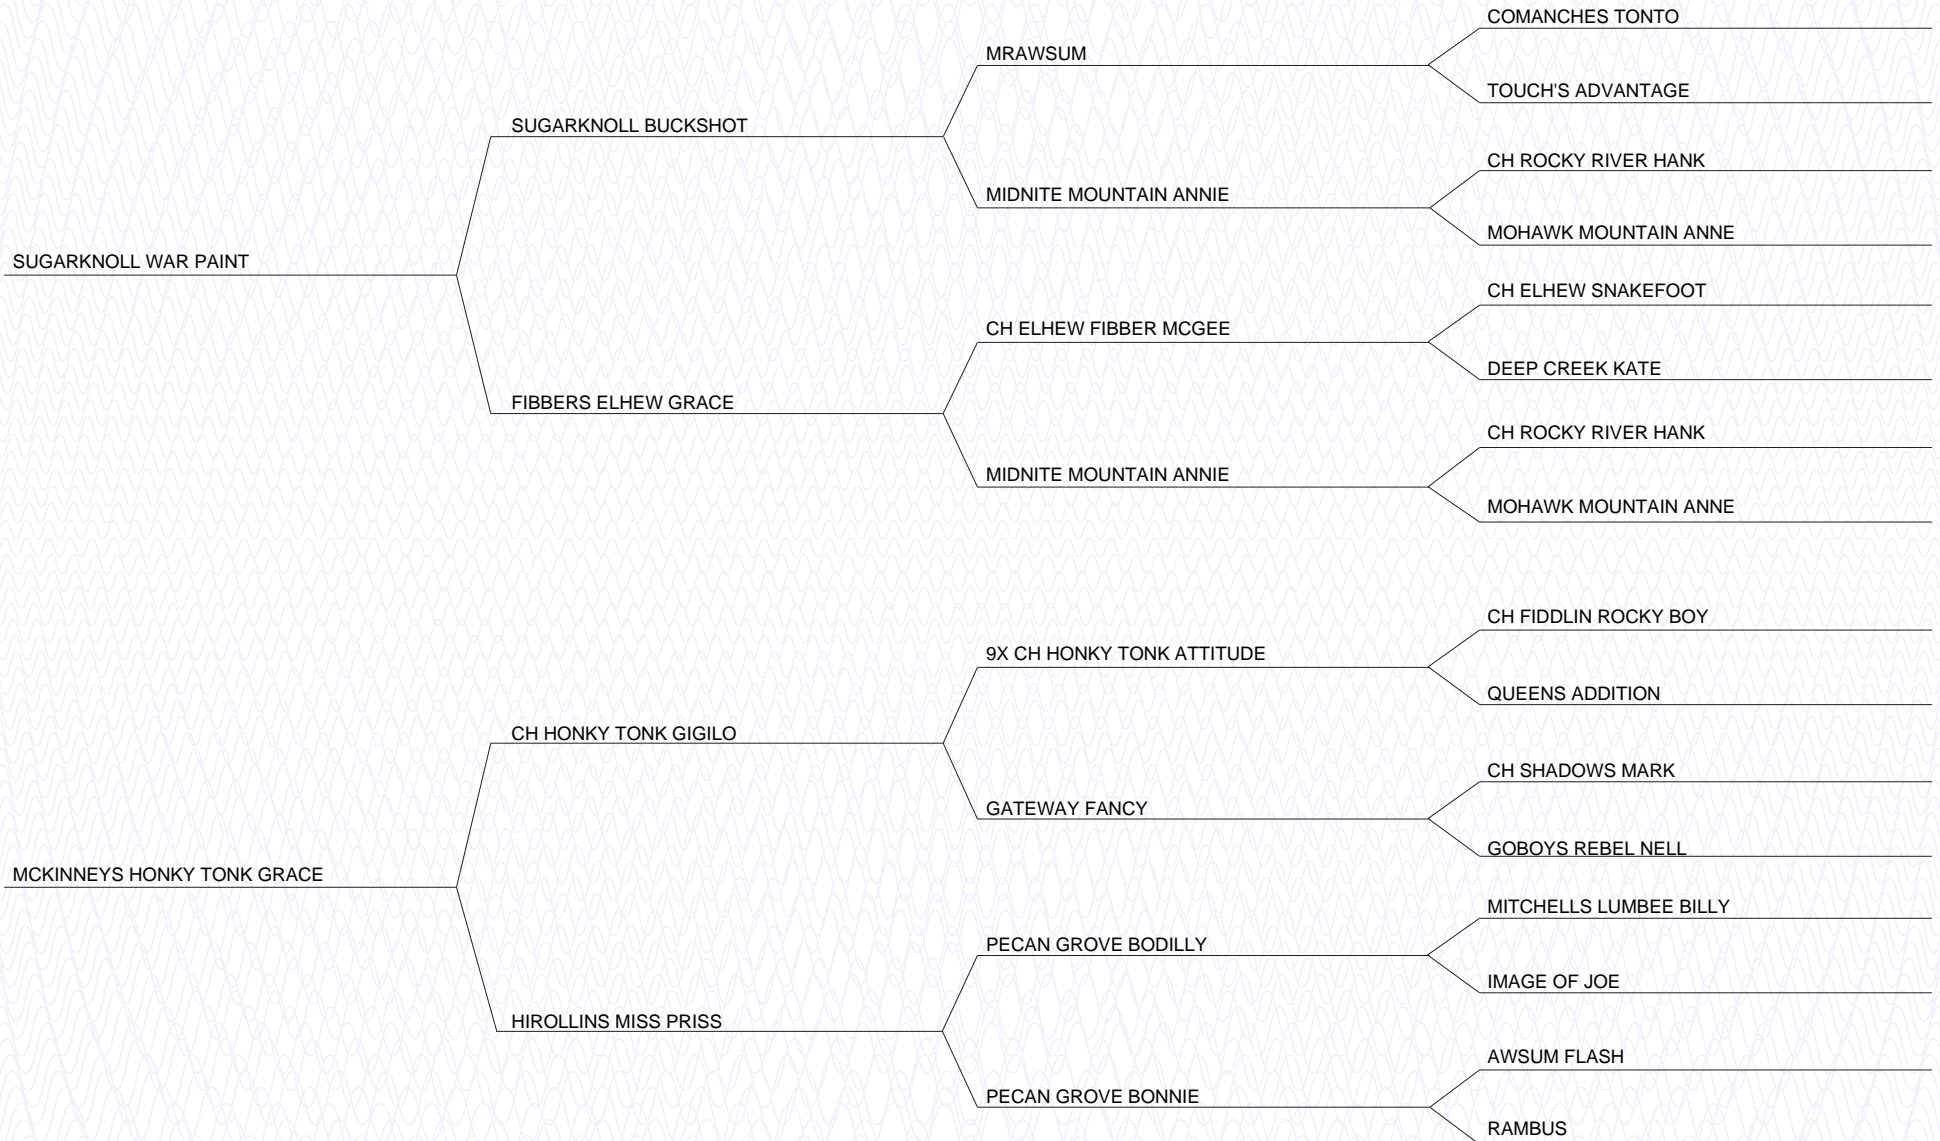 COMANCHES TONTO
MRAWSUM
TOUCH'S ADVANTAGE
SUGARKNOLL BUCKSHOT
CH ROCKY RIVER HANK
MIDNITE MOUNTAIN ANNIE
MOHAWK MOUNTAIN ANNE
SUGARKNOLL WAR PAINT
CH ELHEW SNAKEFOOT
CH ELHEW FIBBER MCGEE
DEEP CREEK KATE
FIBBERS ELHEW GRACE
CH ROCKY RIVER HANK
MIDNITE MOUNTAIN ANNIE
MOHAWK MOUNTAIN ANNE
CH FIDDLIN ROCKY BOY
9X CH HONKY TONK ATTITUDE
QUEENS ADDITION
CH HONKY TONK GIGILO
CH SHADOWS MARK
GATEWAY FANCY
GOBOYS REBEL NELL
MCKINNEYS HONKY TONK GRACE
MITCHELLS LUMBEE BILLY
PECAN GROVE BODILLY
IMAGE OF JOE
HIROLLINS MISS PRISS
AWSUM FLASH
PECAN GROVE BONNIE
RAMBUS